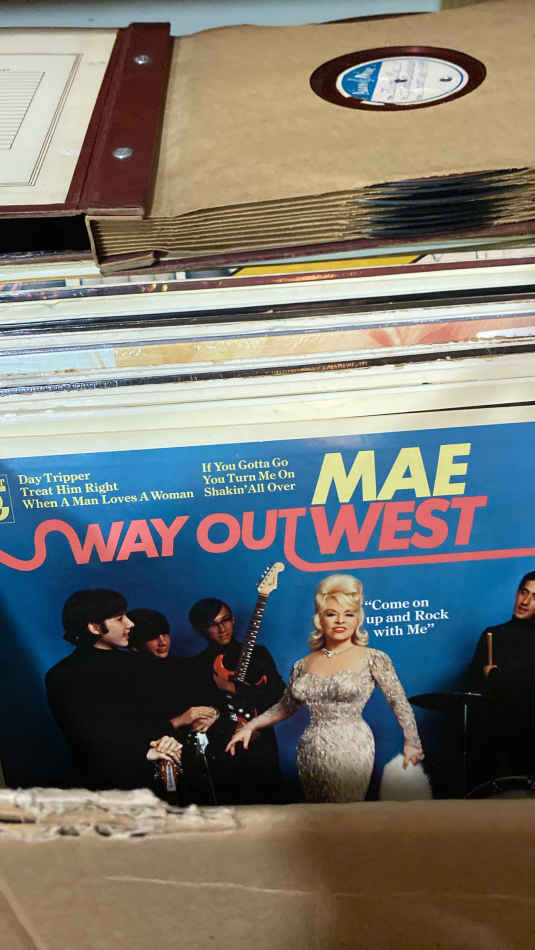 Day Tripper
Treat Him Right
When A Man Loves A Woman
If You Gotta Go
You Turn Me On
Shakin' All Over
MAE
WAY OUT WEST
“Come on
up and Rock
with Me”